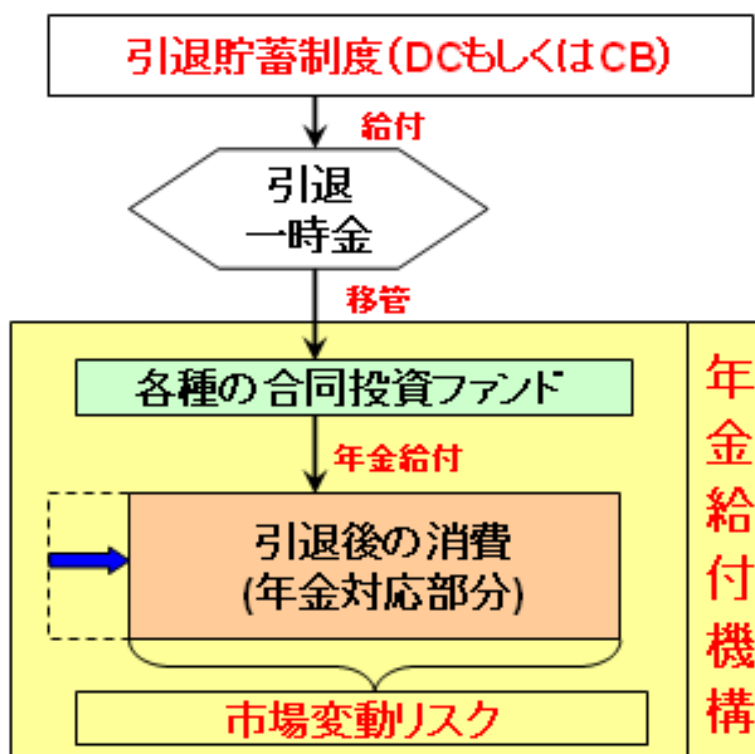 引退貯蓄制度(DCもしくはCB)
給付
引退
一時金
移管
各種の合同投資ファンド
年金給付
引退後の消費
(年金対応部分)
市場変動リスク
年金給付機構